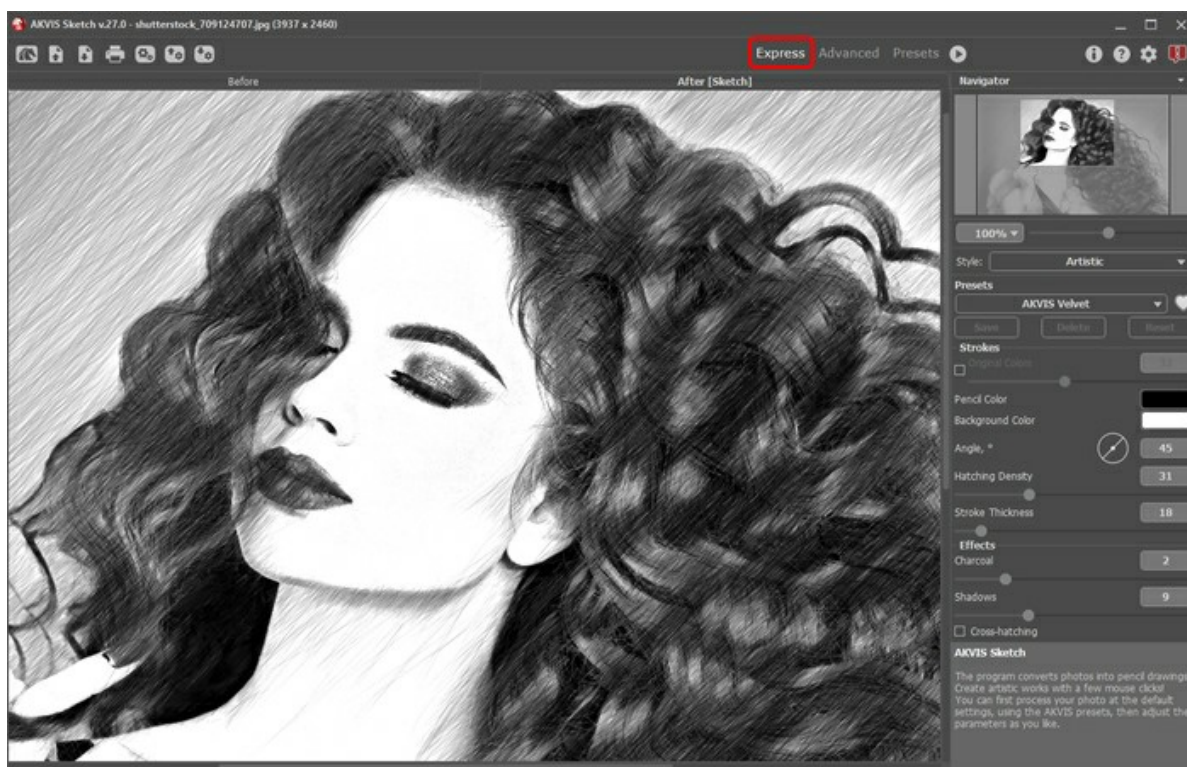 AKVIS Sketch v.27.0 - shutterstock_709124707.jpg (3937 x 2460)
Express Advanced Presets
Before After [Sketch] Navigator
100%
Style: Artistic
Presets
AKVIS Velvet
Save Delete Reset
Strokes
Original Colors
Pencil Color
Background Color
Angle, ° 45
Hatching Density 31
Stroke Thickness 18
Effects
Charcoal 2
Shadows 9
Cross-hatching
AKVIS Sketch
The program converts photos into pencil drawings
Create artistic works with a few mouse clicks!
You can first process your photo at the default
settings, using the AKVIS presets, then adjust the
parameters as you like.